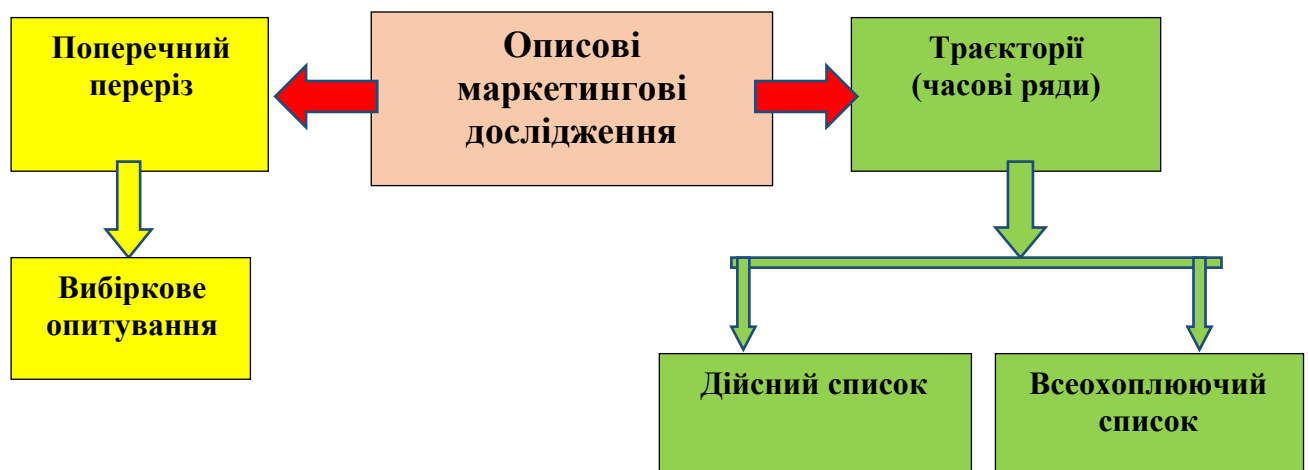 Поперечний
переріз
Описові
маркетингові
дослідження
Траєкторії
(часові ряди)
Вибіркове
опитування
Дійсний список
Всеохоплюючий
список